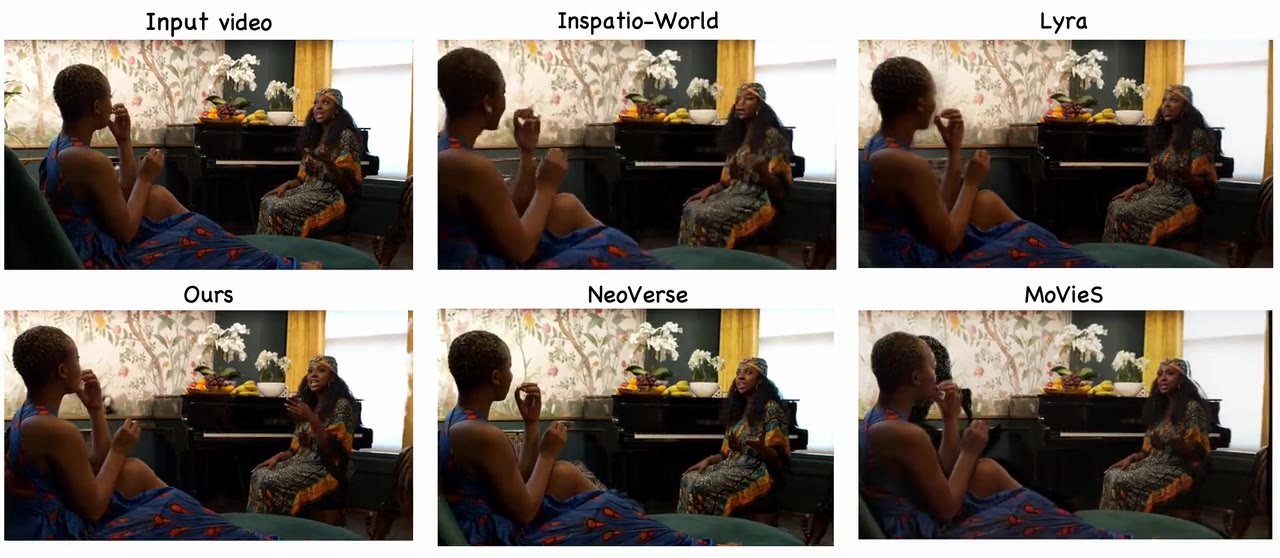 Input video
Inspatio-World
Lyra
Ours
NeoVerse
MoVieS